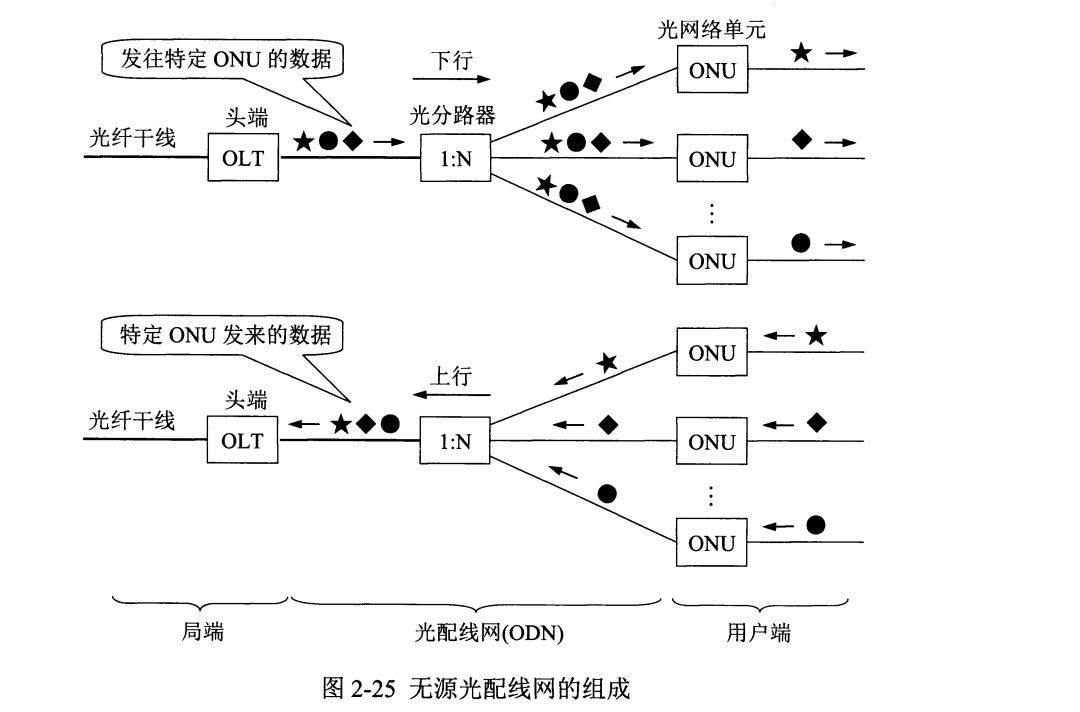 光网络单元
发往特定 ONU 的数据
下行
ONU
头端
光分路器
光纤干线
OLT
1:N
ONU
⋮
ONU
特定 ONU 发来的数据
上行
ONU
头端
光纤干线
OLT
1:N
ONU
⋮
ONU
局端
光配线网(ODN)
用户端
图 2-25 无源光配线网的组成